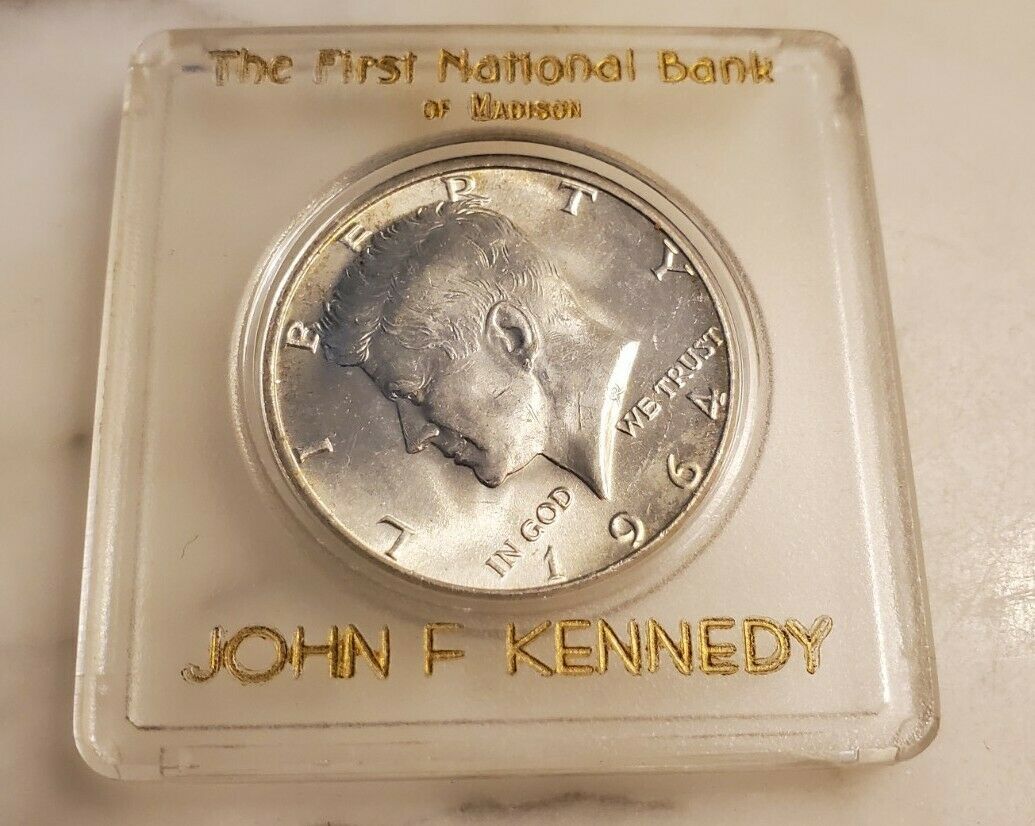 The First National Bank
OF MADISON
LIBERTY
IN GOD WE TRUST
1964
JOHN F KENNEDY